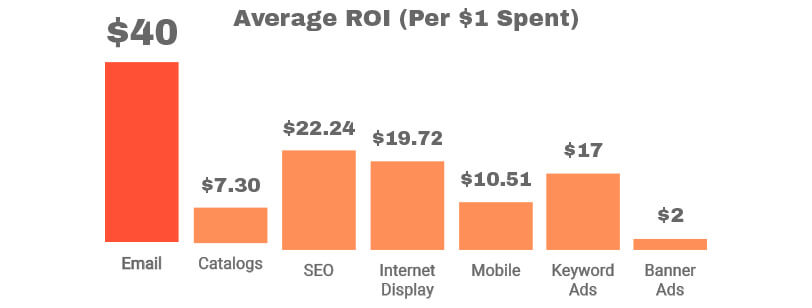 Average ROI (Per $1 Spent)
$40
$7.30
$22.24
$19.72
$10.51
$17
$2
Email
Catalogs
SEO
Internet
Display
Mobile
Keyword
Ads
Banner
Ads